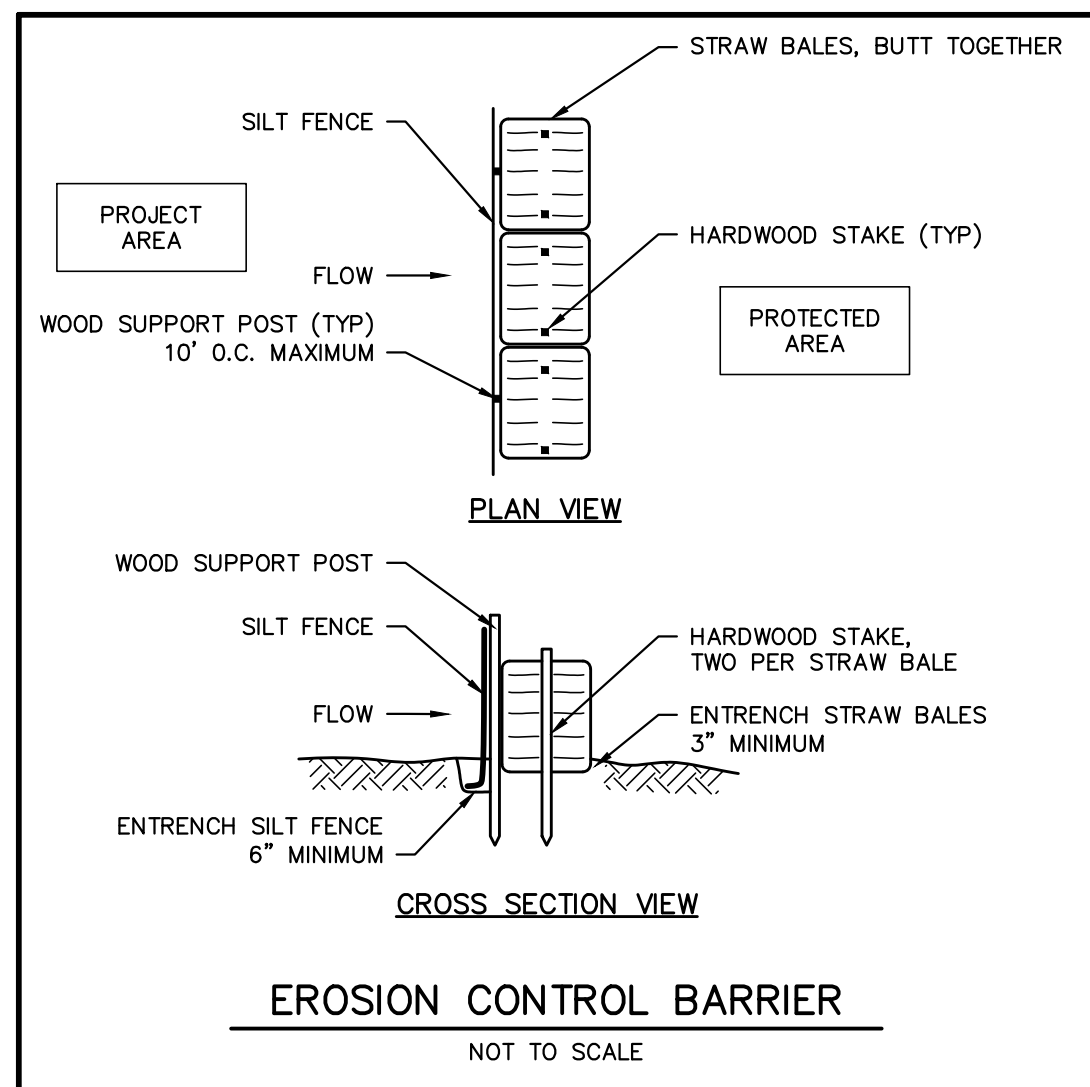 STRAW BALES, BUTT TOGETHER
SILT FENCE
PROJECT
AREA
HARDWOOD STAKE (TYP)
FLOW
PROTECTED
AREA
WOOD SUPPORT POST (TYP)
10' O.C. MAXIMUM
PLAN VIEW
WOOD SUPPORT POST
SILT FENCE
HARDWOOD STAKE,
TWO PER STRAW BALE
FLOW
ENTRENCH STRAW BALES
3" MINIMUM
ENTRENCH SILT FENCE
6" MINIMUM
CROSS SECTION VIEW
EROSION CONTROL BARRIER
NOT TO SCALE